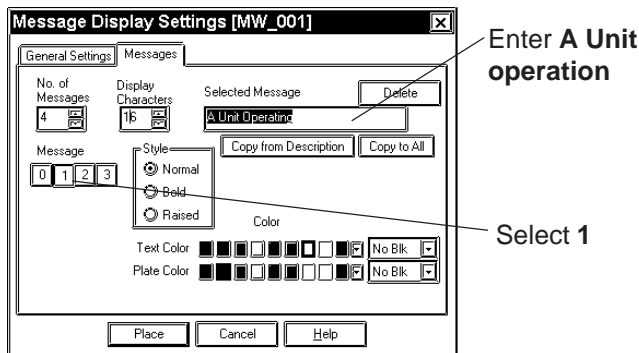 Message Display Settings [MW_001]
General Settings
Messages
No. of
Messages
4
Display
Characters
16
Selected Message
Delete
A Unit Operating
Copy from Description
Copy to All
Message
0 1 2 3
Style
Normal
Bold
Raised
Color
Text Color
No Blk
Plate Color
No Blk
Place
Cancel
Help
Enter A Unit
operation
Select 1